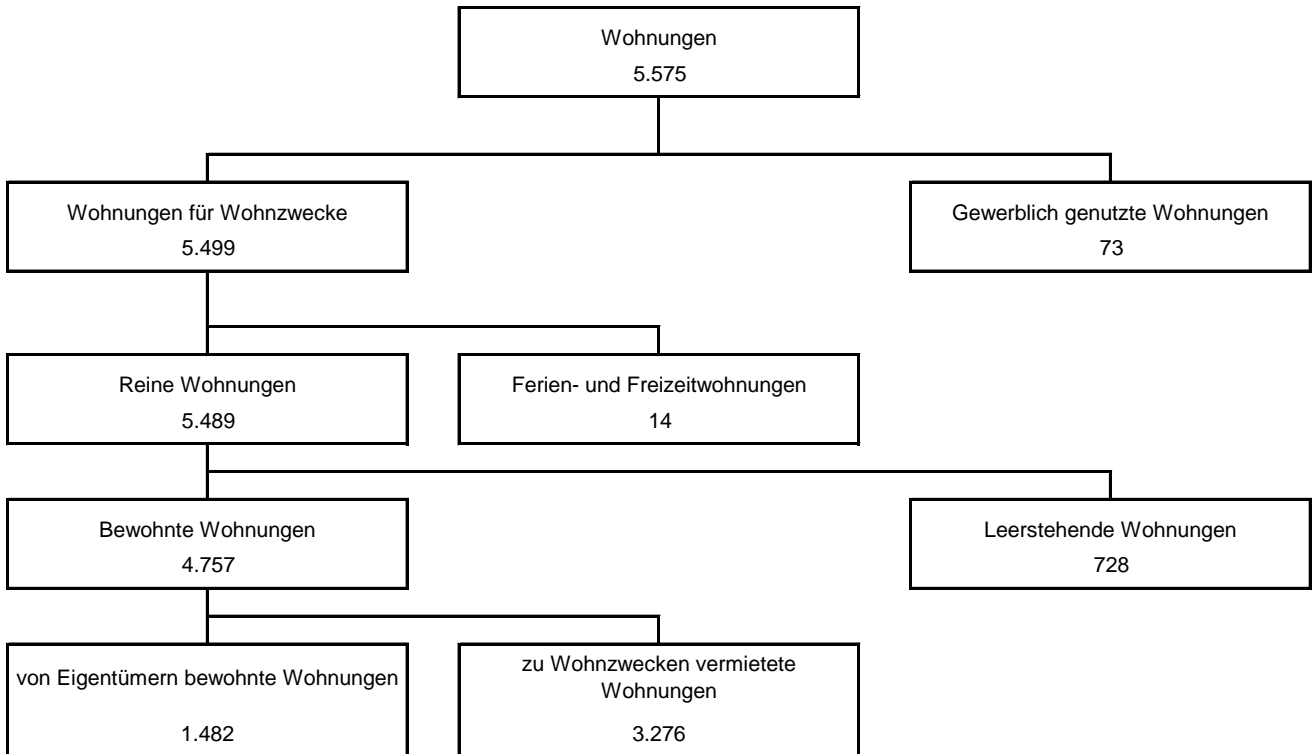 Wohnungen
5.575
Wohnungen für Wohnzwecke
5.499
Gewerblich genutzte Wohnungen
73
Reine Wohnungen
5.489
Ferien- und Freizeitwohnungen
14
Bewohnte Wohnungen
4.757
Leerstehende Wohnungen
728
von Eigentümern bewohnte Wohnungen
1.482
zu Wohnzwecken vermietete
Wohnungen
3.276